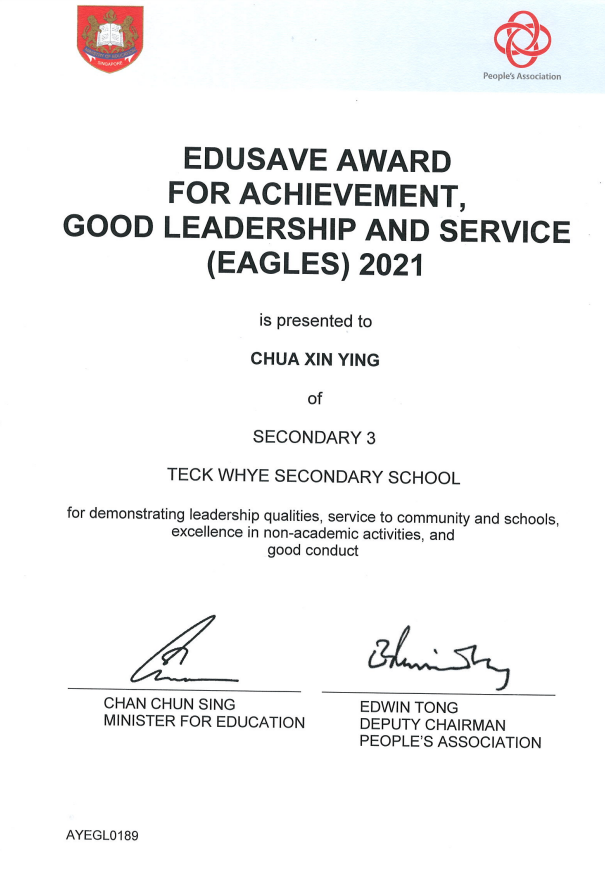 SINGAPORE
People's Association
EDUSAVE AWARD
FOR ACHIEVEMENT,
GOOD LEADERSHIP AND SERVICE
(EAGLES) 2021
is presented to
CHUA XIN YING
of
SECONDARY 3
TECK WHYE SECONDARY SCHOOL
for demonstrating leadership qualities, service to community and schools,
excellence in non-academic activities, and
good conduct
CHAN CHUN SING
MINISTER FOR EDUCATION
EDWIN TONG
DEPUTY CHAIRMAN
PEOPLE'S ASSOCIATION
AYEGL0189